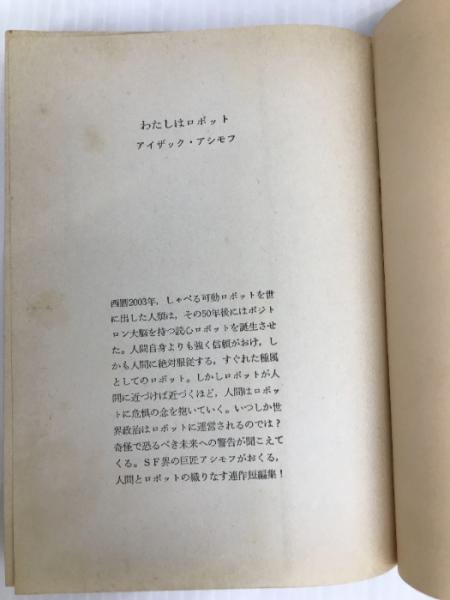 わたしはロボット
アイザック・アシモフ
西暦2003年，しゃべる可動ロボットを世
に出した人類は，その50年後にはポジト
ロン大脳を持つ読心ロボットを誕生させ
た。人間自身よりも強く信頼がおけ，し
かも人間に絶対服従する，すぐれた種属
としてのロボット。しかしロボットが人
間に近づけば近づくほど，人間はロボッ
トに危惧の念を抱いていく。いつしか世
界政治はロボットに運営されるのでは？
奇怪で恐るべき未来への警告が聞こえて
くる。ＳＦ界の巨匠アシモフがおくる，
人間とロボットの織りなす連作短編集！